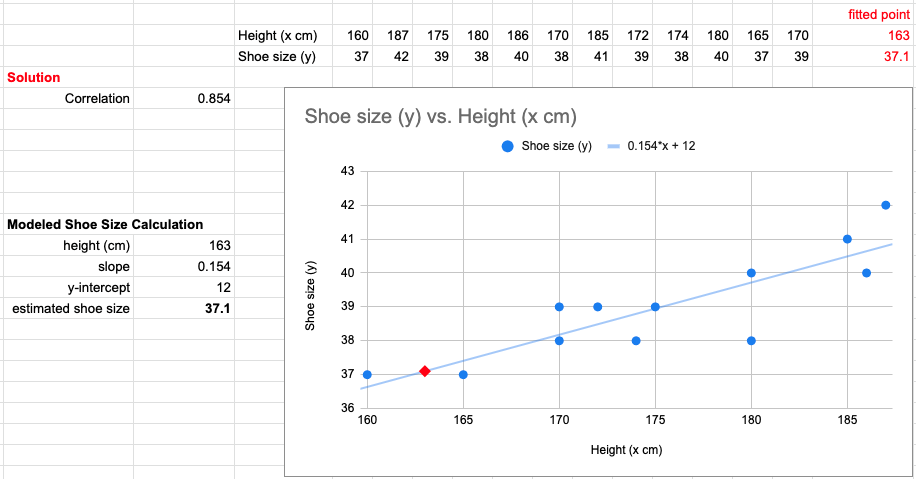 fitted point
Height (x cm) 160 187 175 180 186 170 185 172 174 180 165 170 163
Shoe size (y) 37 42 39 38 40 38 41 39 38 40 37 39 37.1
Solution
Correlation 0.854
Shoe size (y) vs. Height (x cm)
Shoe size (y) 0.154*x + 12
43
42
41
40
39
38
37
36
Shoe size (y)
160 165 170 175 180 185
Height (x cm)
Modeled Shoe Size Calculation
height (cm) 163
slope 0.154
y-intercept 12
estimated shoe size 37.1